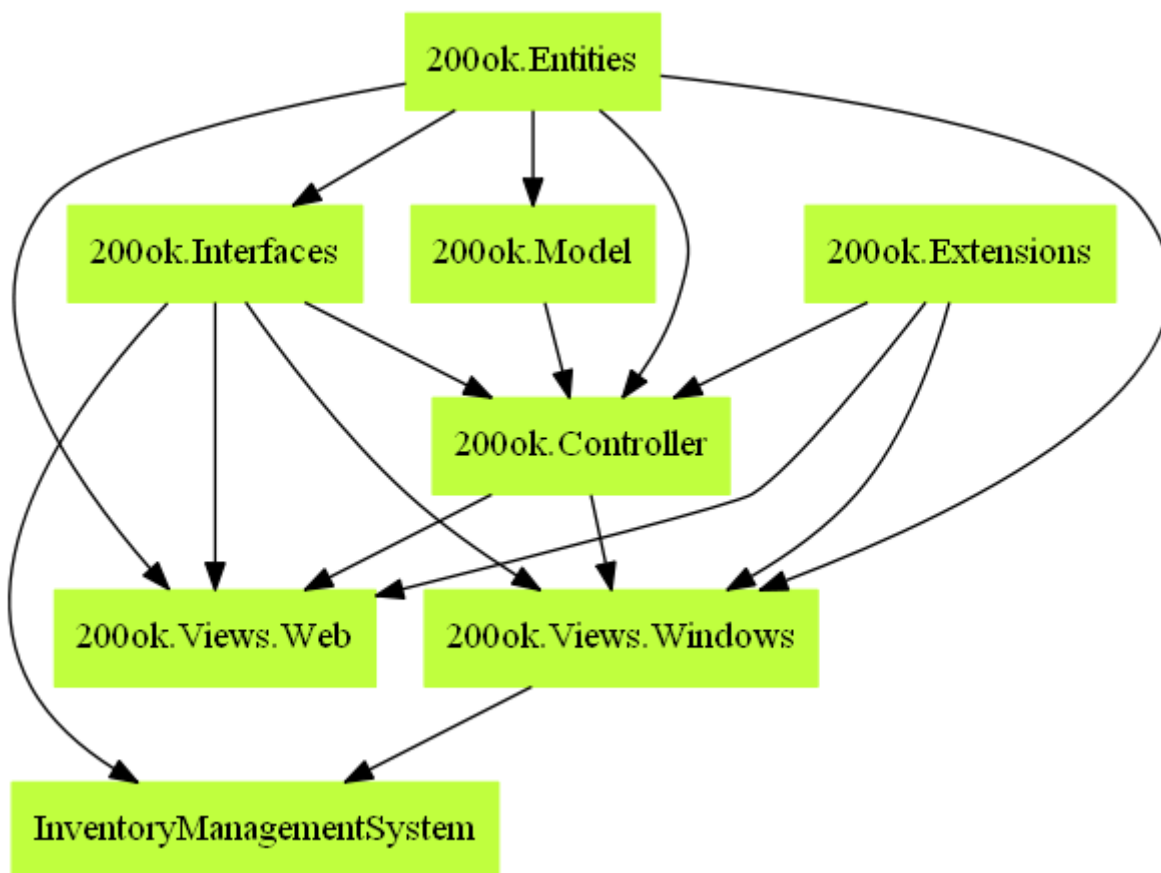 200ok.Entities
200ok.Interfaces
200ok.Model
200ok.Extensions
200ok.Controller
200ok.Views.Web
200ok.Views.Windows
InventoryManagementSystem